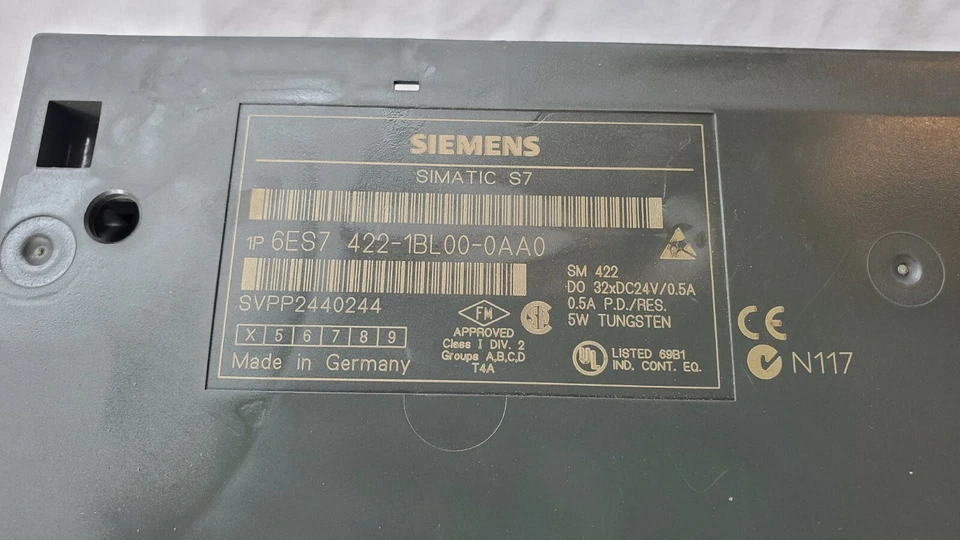 SIEMENS
SIMATIC S7
1P 6ES7 422-1BL00-0AA0
SVPP2440244
X 5 6 7 8 9
Made in Germany
FM
APPROVED
Class I DIV. 2
Groups A,B,C,D
T4A
SM 422
DO 32xDC24V/0.5A
0.5A P.D./RES.
5W TUNGSTEN
UL
LISTED 69B1
IND. CONT. EQ.
CE
N117